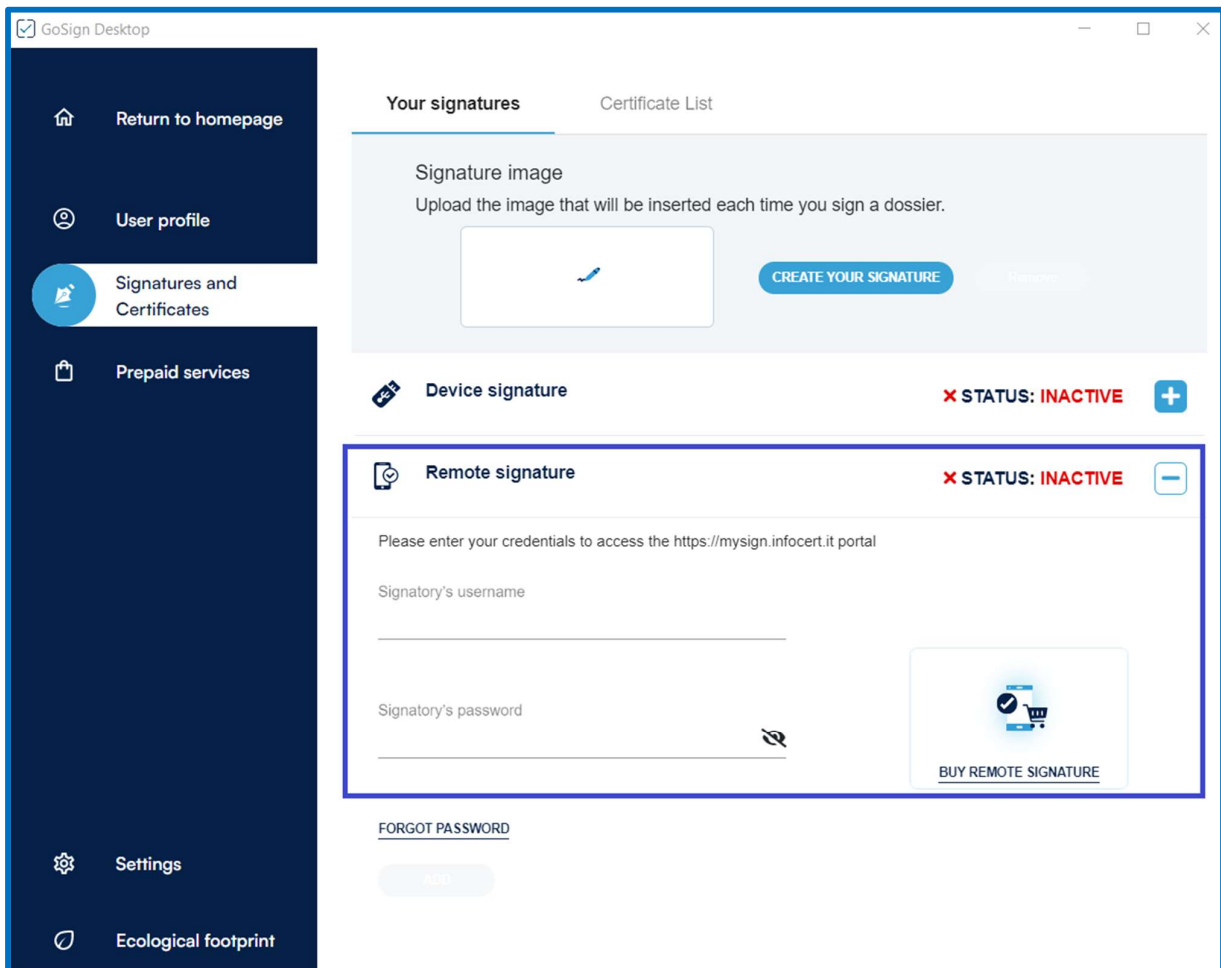 GoSign Desktop
Return to homepage
User profile
Signatures and
Certificates
Prepaid services
Settings
Ecological footprint
Your signatures
Certificate List
Signature image
Upload the image that will be inserted each time you sign a dossier.
CREATE YOUR SIGNATURE
Remove
Device signature
STATUS: INACTIVE
Remote signature
STATUS: INACTIVE
Please enter your credentials to access the https://mysign.infocert.it portal
Signatory's username
Signatory's password
BUY REMOTE SIGNATURE
FORGOT PASSWORD
ADD